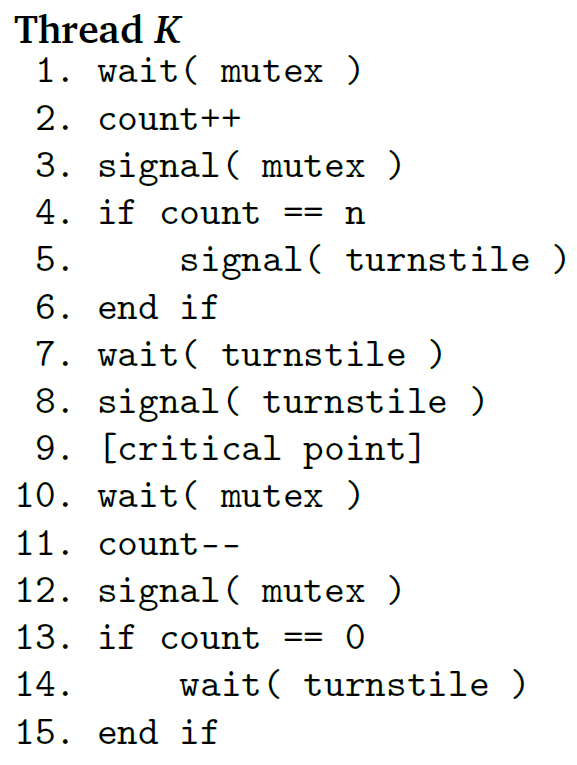 Thread K
1. wait( mutex )
2. count++
3. signal( mutex )
4. if count == n
5.     signal( turnstile )
6. end if
7. wait( turnstile )
8. signal( turnstile )
9. [critical point]
10. wait( mutex )
11. count--
12. signal( mutex )
13. if count == 0
14.     wait( turnstile )
15. end if